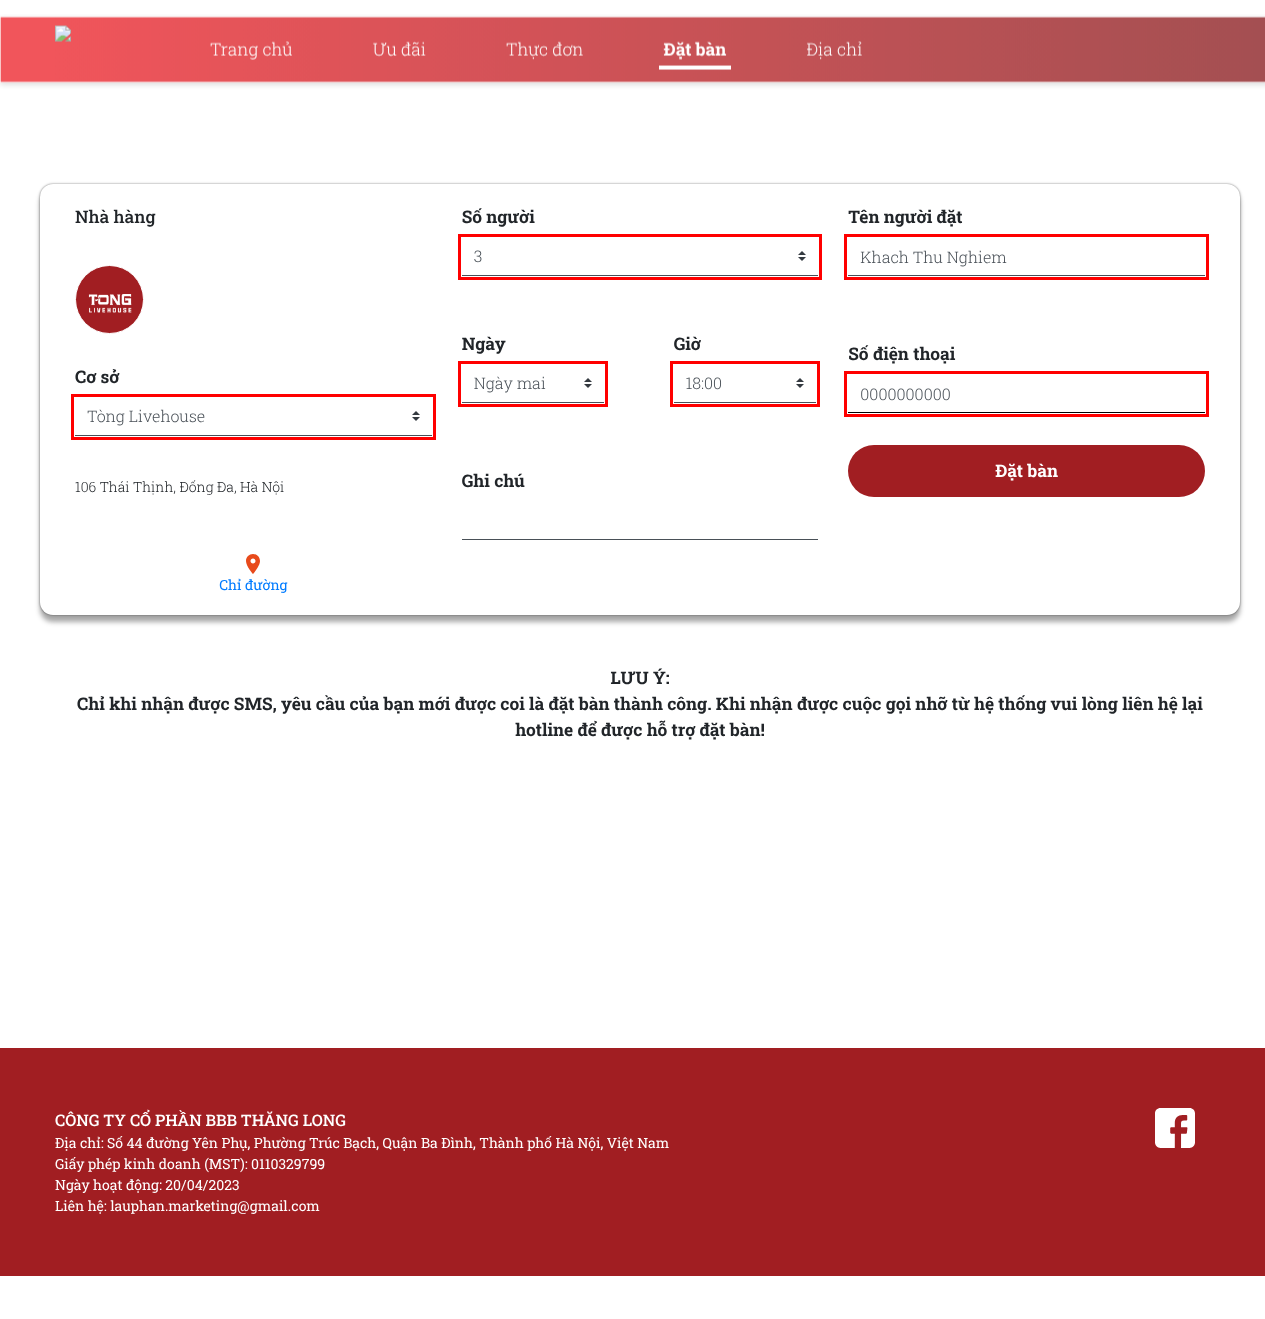 Trang chủ
Ưu đãi
Thực đơn
Đặt bàn
Địa chỉ
Nhà hàng
TONG
LIVEHOUSE
Cơ sở
Tòng Livehouse
106 Thái Thịnh, Đống Đa, Hà Nội
Chỉ đường
Số người
3
Ngày
Ngày mai
Giờ
18:00
Ghi chú
Tên người đặt
Khach Thu Nghiem
Số điện thoại
0000000000
Đặt bàn
LƯU Ý:
Chỉ khi nhận được SMS, yêu cầu của bạn mới được coi là đặt bàn thành công. Khi nhận được cuộc gọi nhỡ từ hệ thống vui lòng liên hệ lại
hotline để được hỗ trợ đặt bàn!
CÔNG TY CỔ PHẦN BBB THĂNG LONG
Địa chỉ: Số 44 đường Yên Phụ, Phường Trúc Bạch, Quận Ba Đình, Thành phố Hà Nội, Việt Nam
Giấy phép kinh doanh (MST): 0110329799
Ngày hoạt động: 20/04/2023
Liên hệ: lauphan.marketing@gmail.com